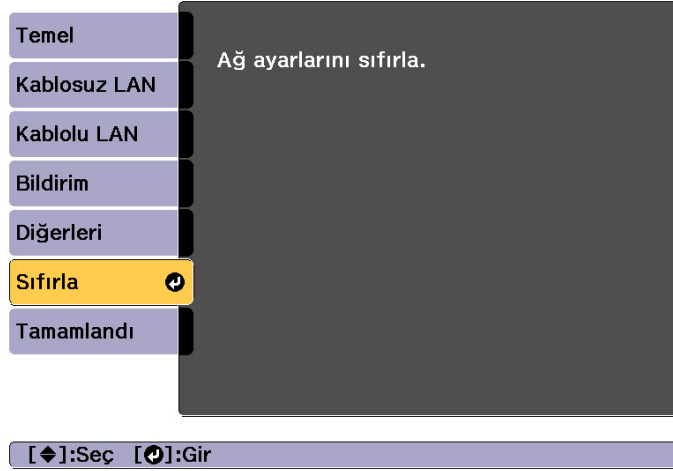 Temel
Kablosuz LAN
Kablolu LAN
Bildirim
Diğerleri
Sıfırla
Tamamlandı
Ağ ayarlarını sıfırla.
[◆]:Seç [↵]:Gir